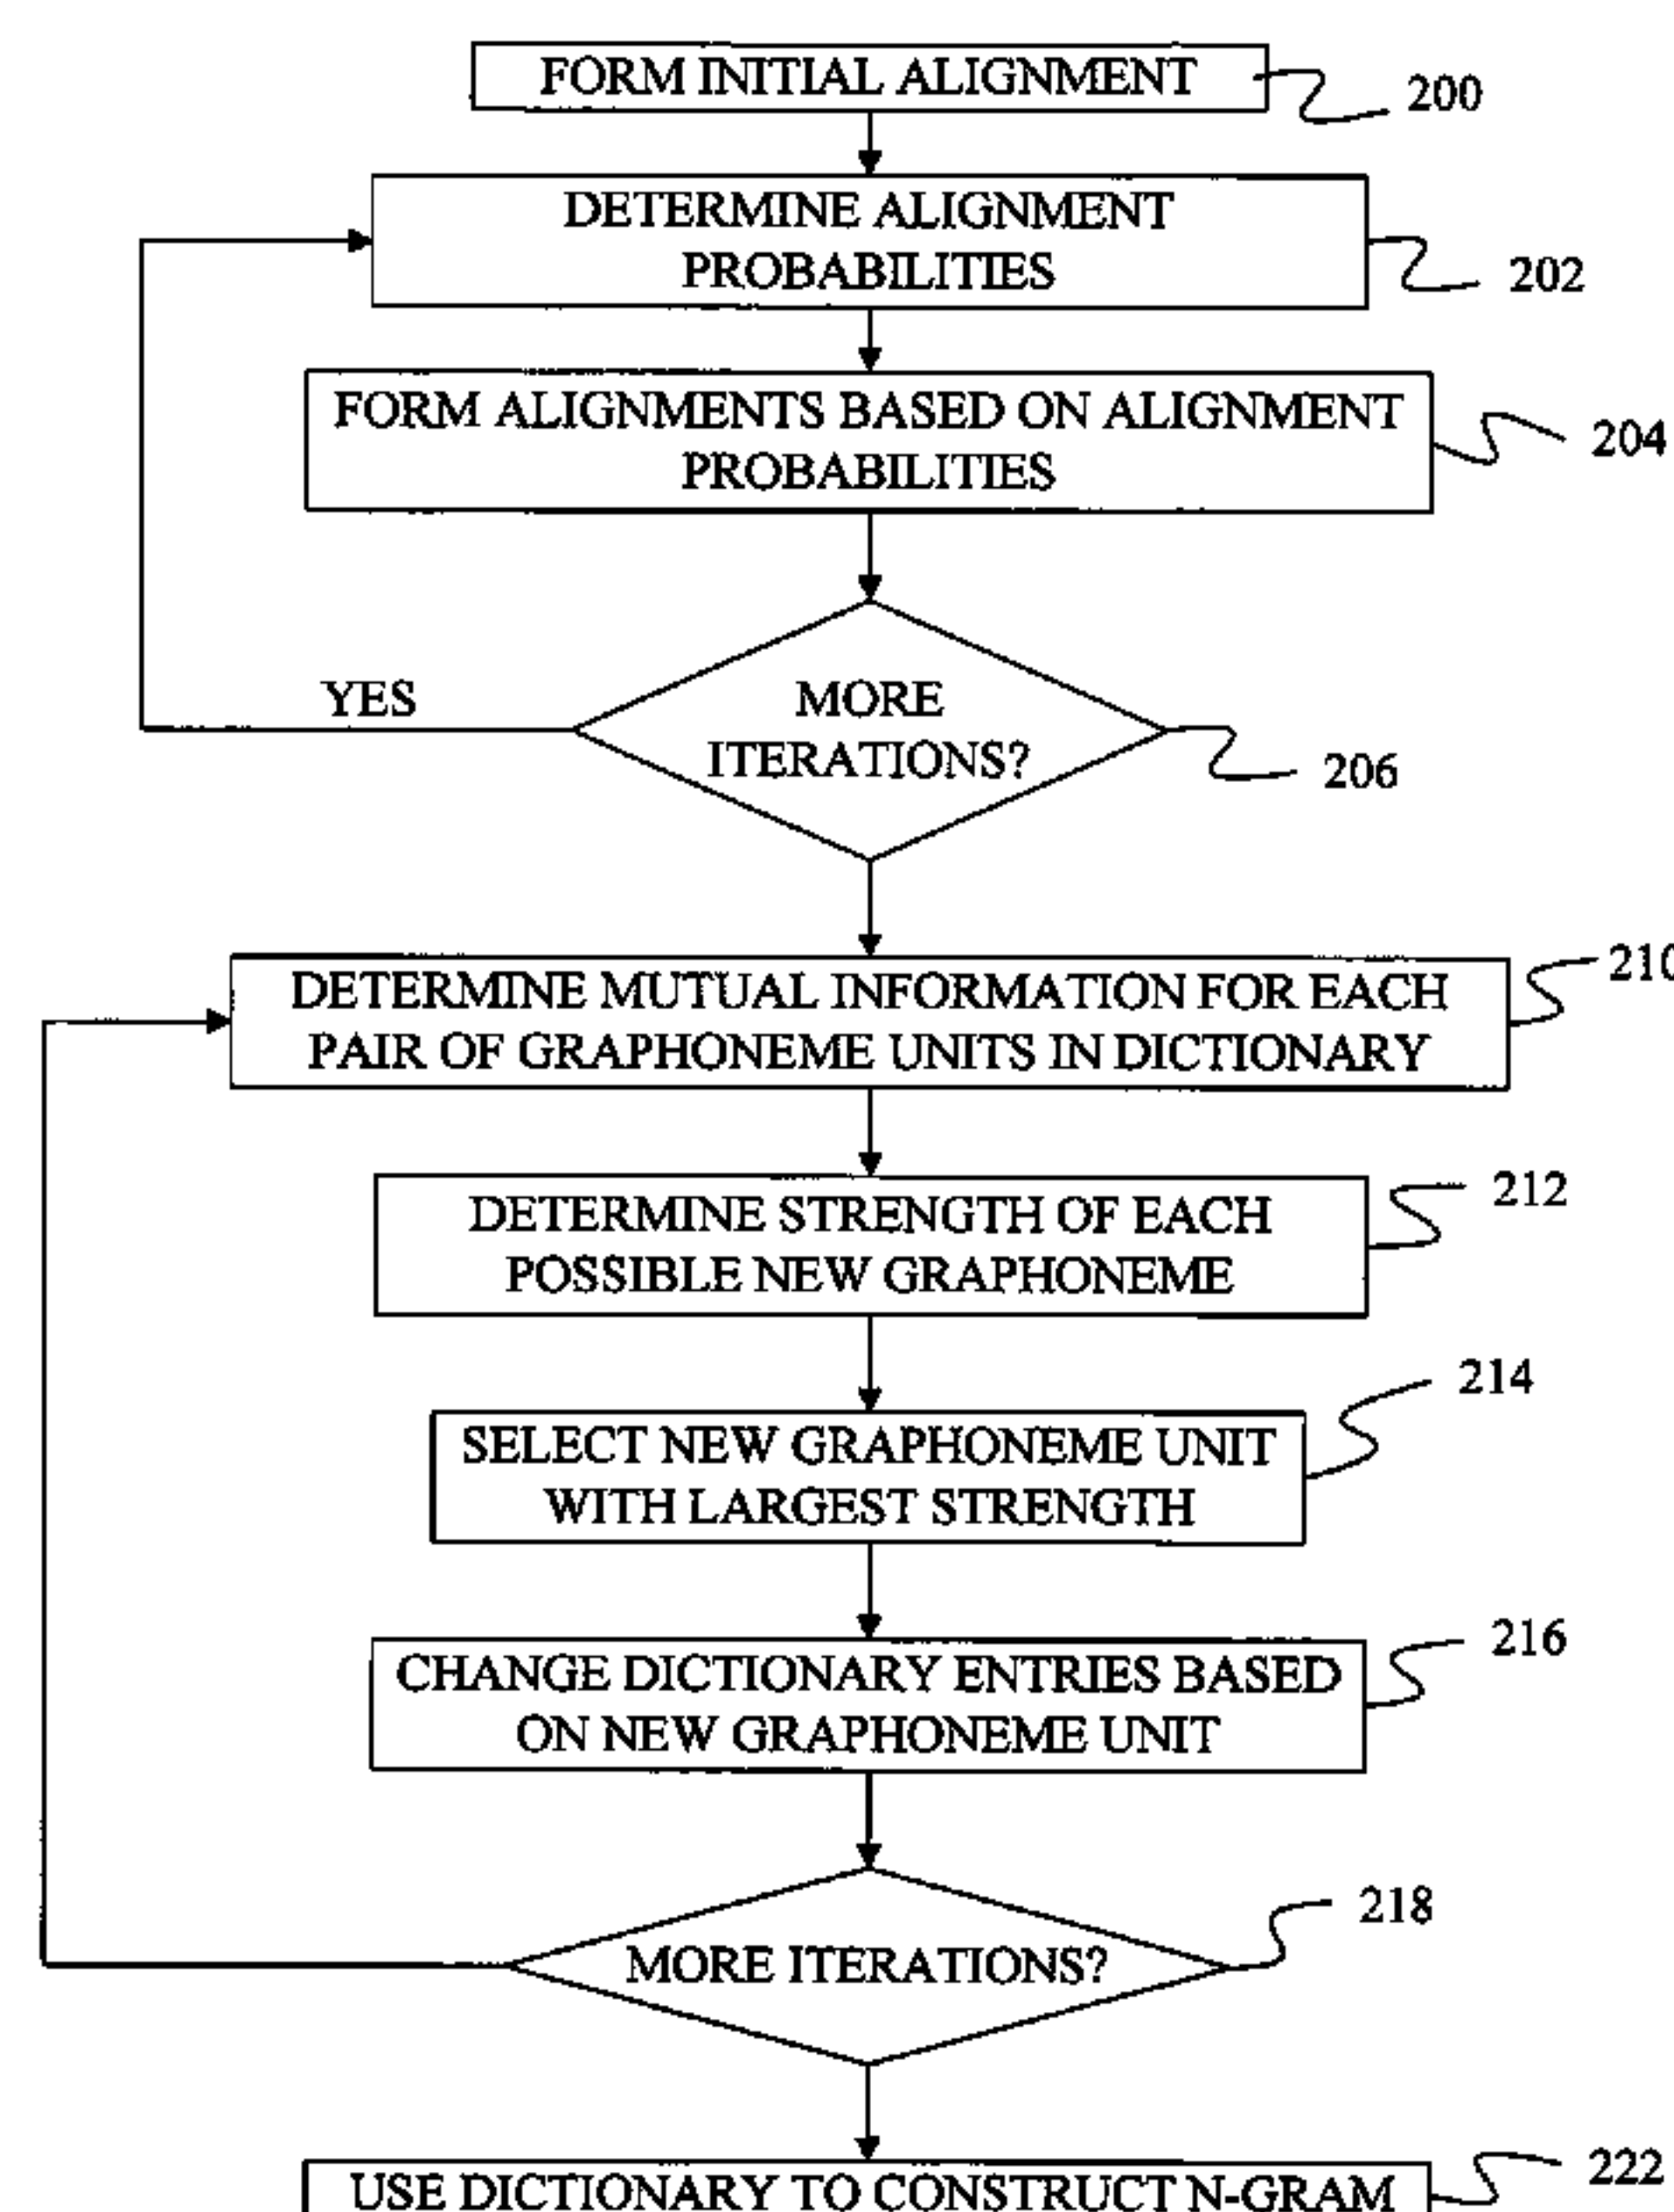 FORM INITIAL ALIGNMENT
200
DETERMINE ALIGNMENT
PROBABILITIES
202
FORM ALIGNMENTS BASED ON ALIGNMENT
PROBABILITIES
204
YES
MORE
ITERATIONS?
206
DETERMINE MUTUAL INFORMATION FOR EACH
PAIR OF GRAPHONEME UNITS IN DICTIONARY
210
DETERMINE STRENGTH OF EACH
POSSIBLE NEW GRAPHONEME
212
SELECT NEW GRAPHONEME UNIT
WITH LARGEST STRENGTH
214
CHANGE DICTIONARY ENTRIES BASED
ON NEW GRAPHONEME UNIT
216
MORE ITERATIONS?
218
USE DICTIONARY TO CONSTRUCT N-GRAM
222